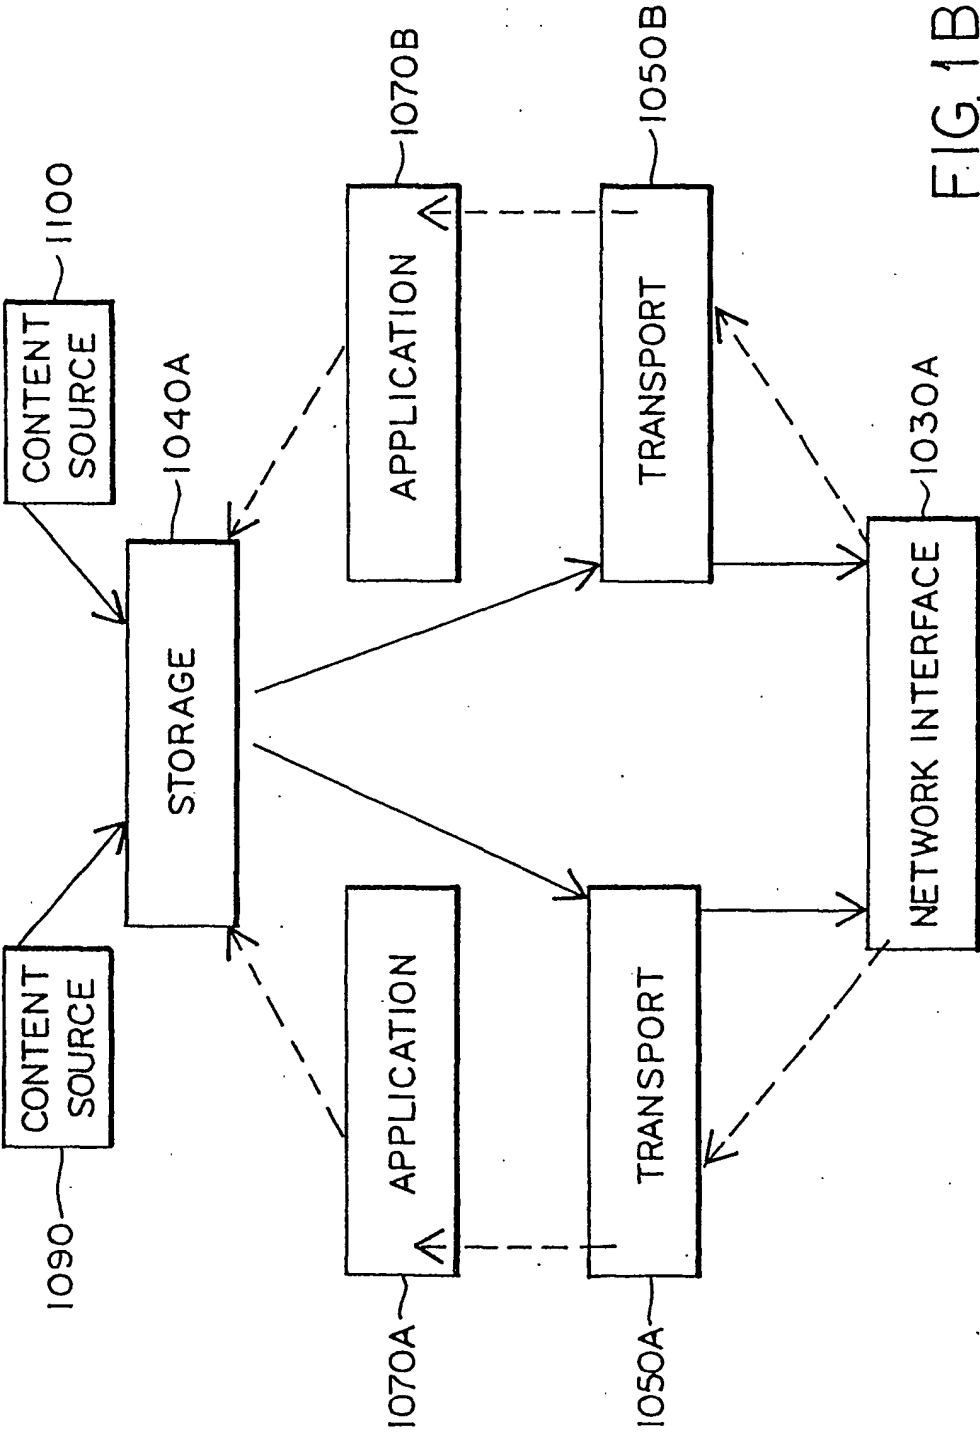 1090
CONTENT
SOURCE
CONTENT
SOURCE
1100
STORAGE
1040A
1070A
APPLICATION
APPLICATION
1070B
1050A
TRANSPORT
TRANSPORT
1050B
NETWORK INTERFACE
1030A
FIG. 1B